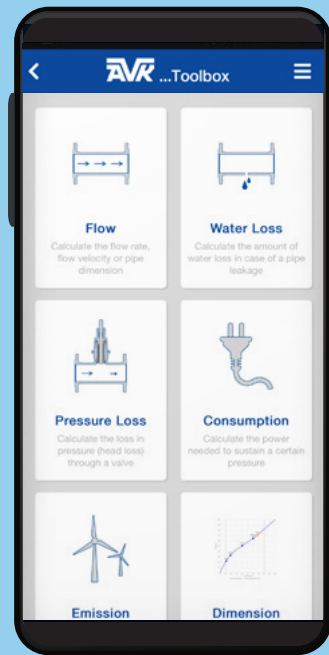 AVK ...Toolbox
Flow
Calculate the flow rate,
flow velocity or pipe
dimension
Water Loss
Calculate the amount of
water loss in case of a pipe
leakage
Pressure Loss
Calculate the loss in
pressure (head loss)
through a valve
Consumption
Calculate the power
needed to sustain a certain
pressure
Emission
Dimension